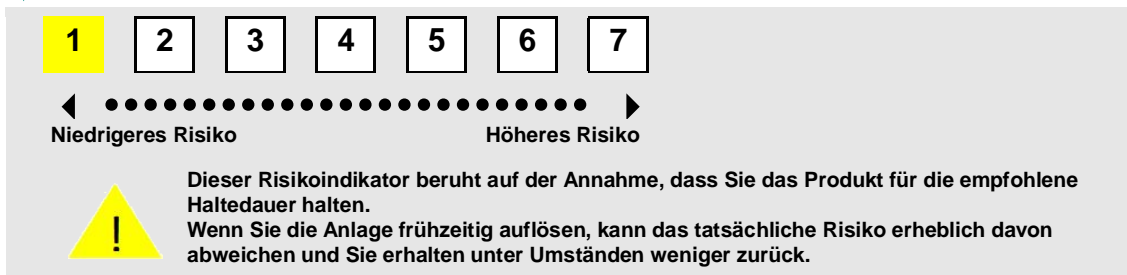 1 2 3 4 5 6 7
Niedrigeres Risiko Höheres Risiko
Dieser Risikoindikator beruht auf der Annahme, dass Sie das Produkt für die empfohlene
Haltedauer halten.
! Wenn Sie die Anlage frühzeitig auflösen, kann das tatsächliche Risiko erheblich davon
abweichen und Sie erhalten unter Umständen weniger zurück.